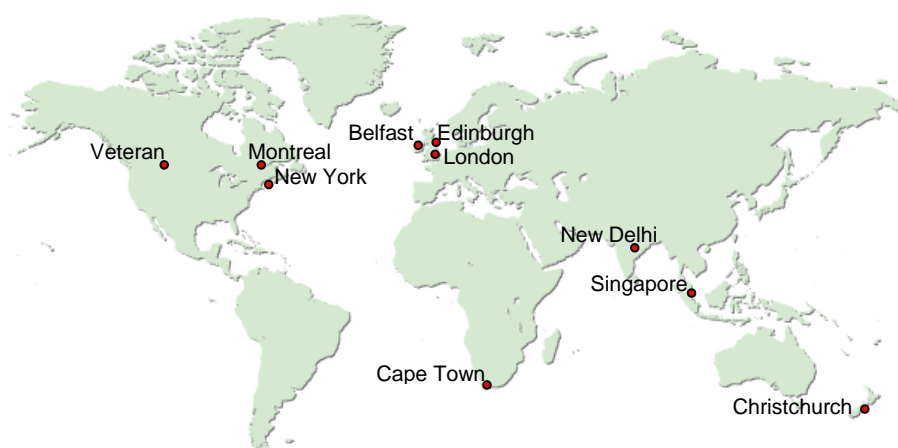 Belfast
Edinburgh
Veteran
Montreal
London
New York
New Delhi
Singapore
Cape Town
Christchurch